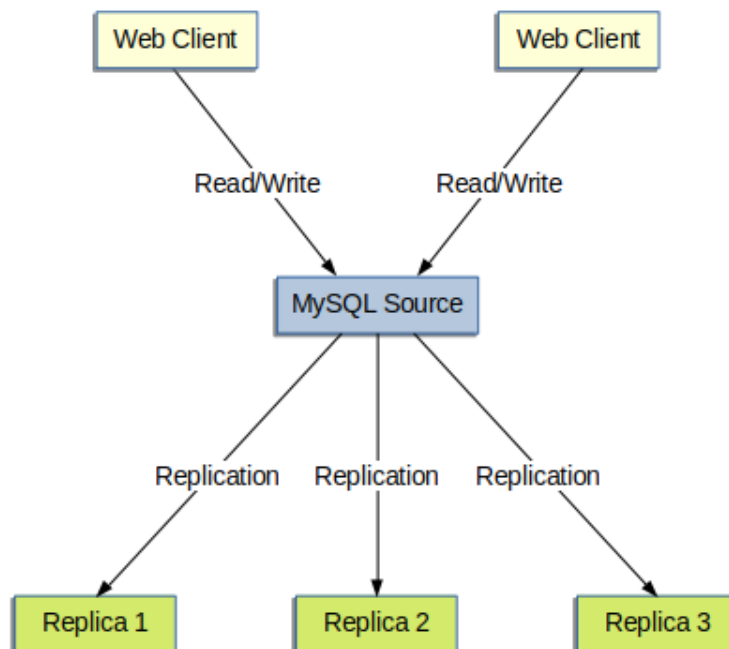 Web Client
Web Client
Read/Write
Read/Write
MySQL Source
Replication
Replication
Replication
Replica 1
Replica 2
Replica 3